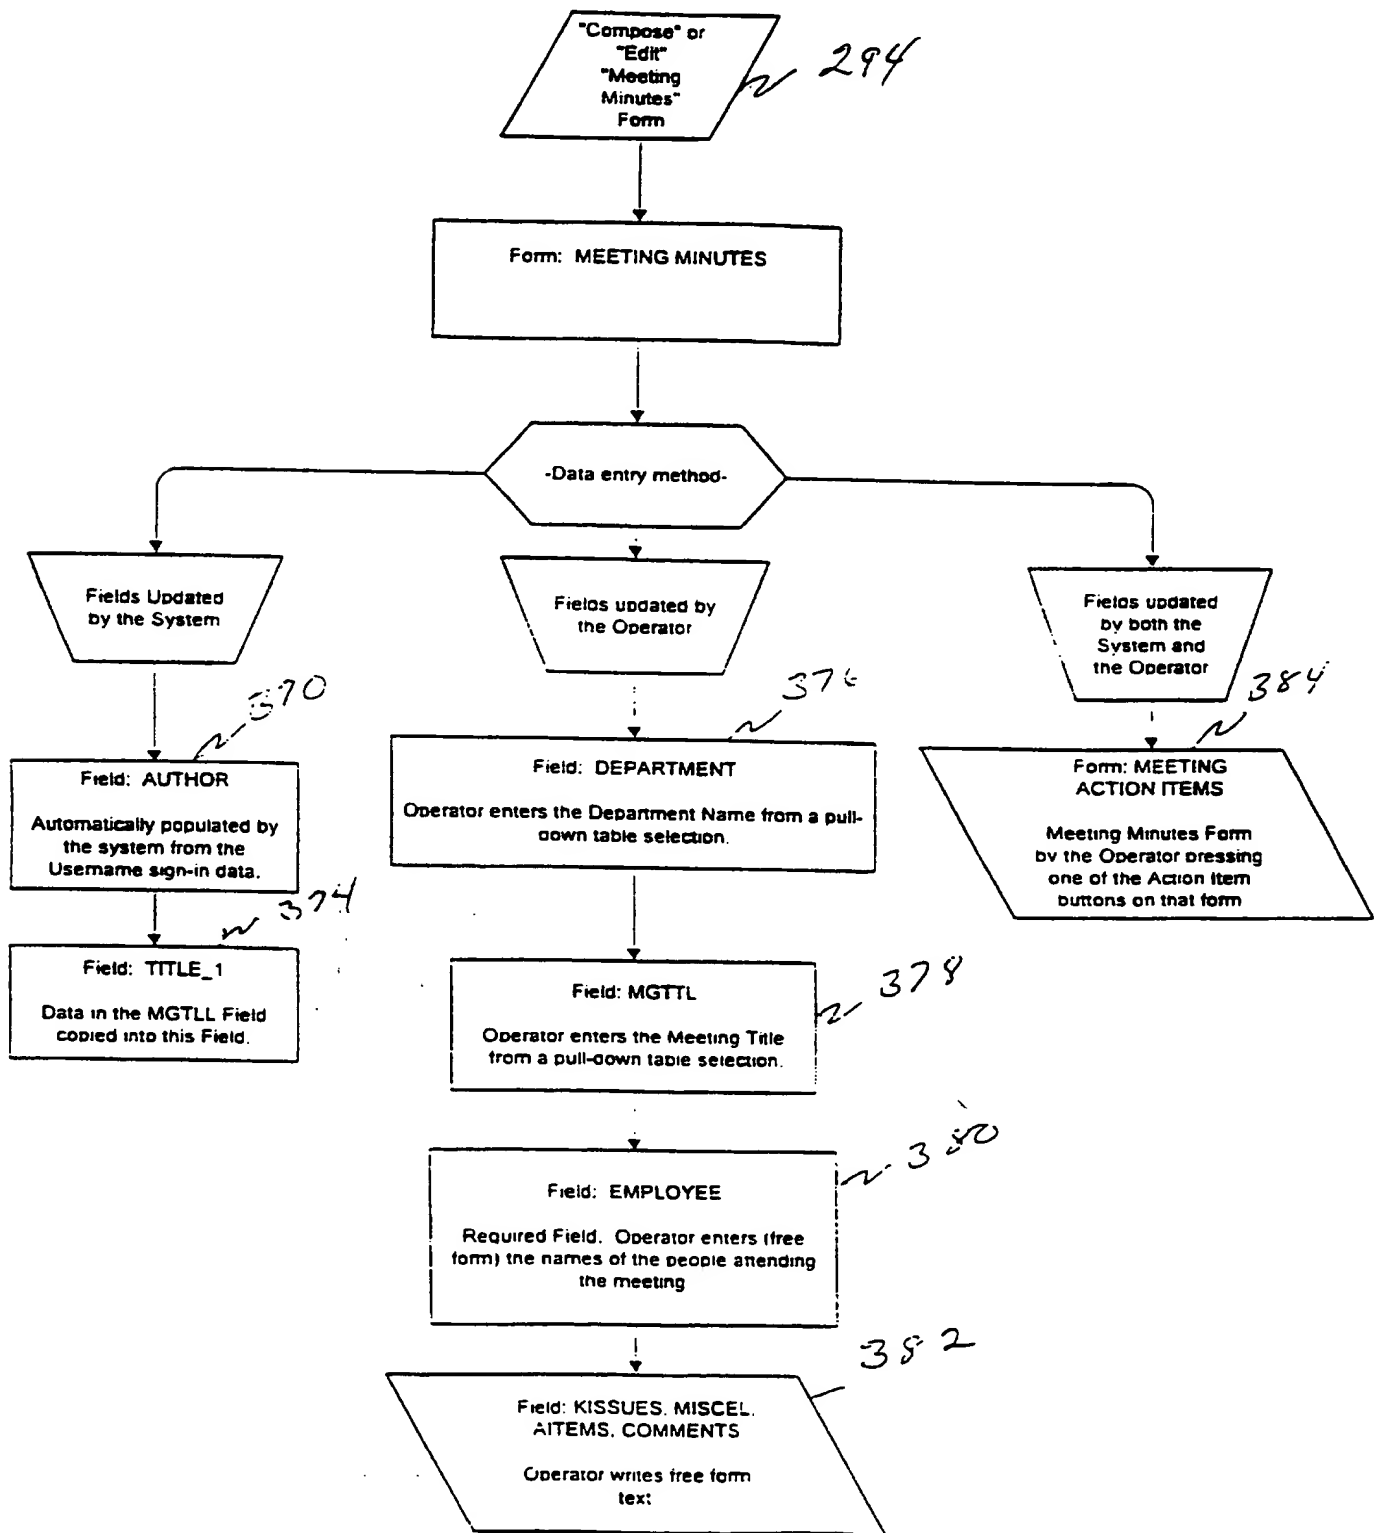 "Compose" or
"Edit"
"Meeting
Minutes"
Form
294
Form: MEETING MINUTES
-Data entry method-
Fields Updated
by the System
Fields updated by
the Operator
Fields updated
by both the
System and
the Operator
370
376
384
Field: AUTHOR
Automatically populated by
the system from the
Username sign-in data.
Field: DEPARTMENT
Operator enters the Department Name from a pull-
down table selection.
Form: MEETING
ACTION ITEMS
Meeting Minutes Form
by the Operator pressing
one of the Action Item
buttons on that form
374
Field: TITLE_1
Data in the MGTLL Field
copied into this Field.
Field: MGTTL
Operator enters the Meeting Title
from a pull-down table selection.
378
380
Field: EMPLOYEE
Required Field. Operator enters (free
form) the names of the people attending
the meeting
382
Field: KISSUES, MISCEL,
AITEMS, COMMENTS
Operator writes free form
text